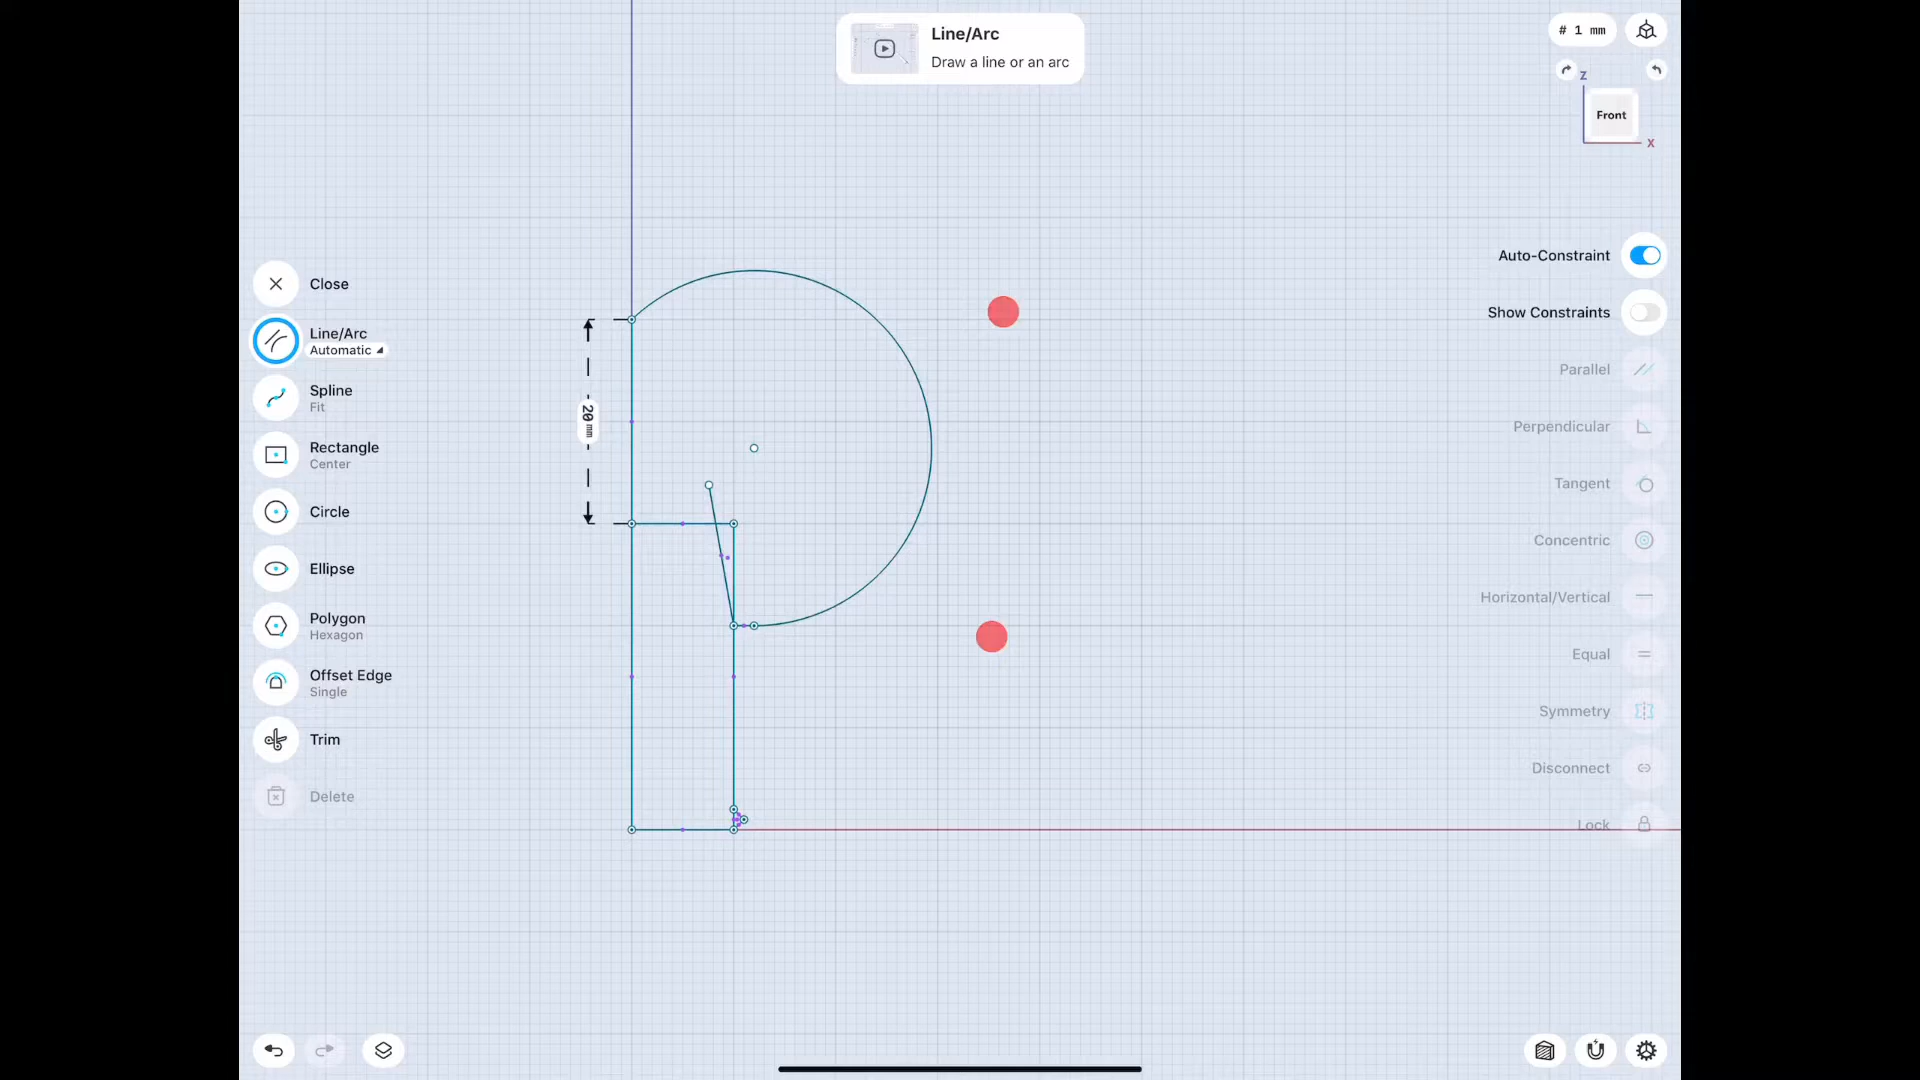 Line/Arc
Draw a line or an arc
# 1 mm
Z
Front
X
Close
Line/Arc
Automatic
Spline
Fit
Rectangle
Center
Circle
Ellipse
Polygon
Hexagon
Offset Edge
Single
Trim
Delete
20 mm
Auto-Constraint
Show Constraints
Parallel
Perpendicular
Tangent
Concentric
Horizontal/Vertical
Equal
Symmetry
Disconnect
Lock